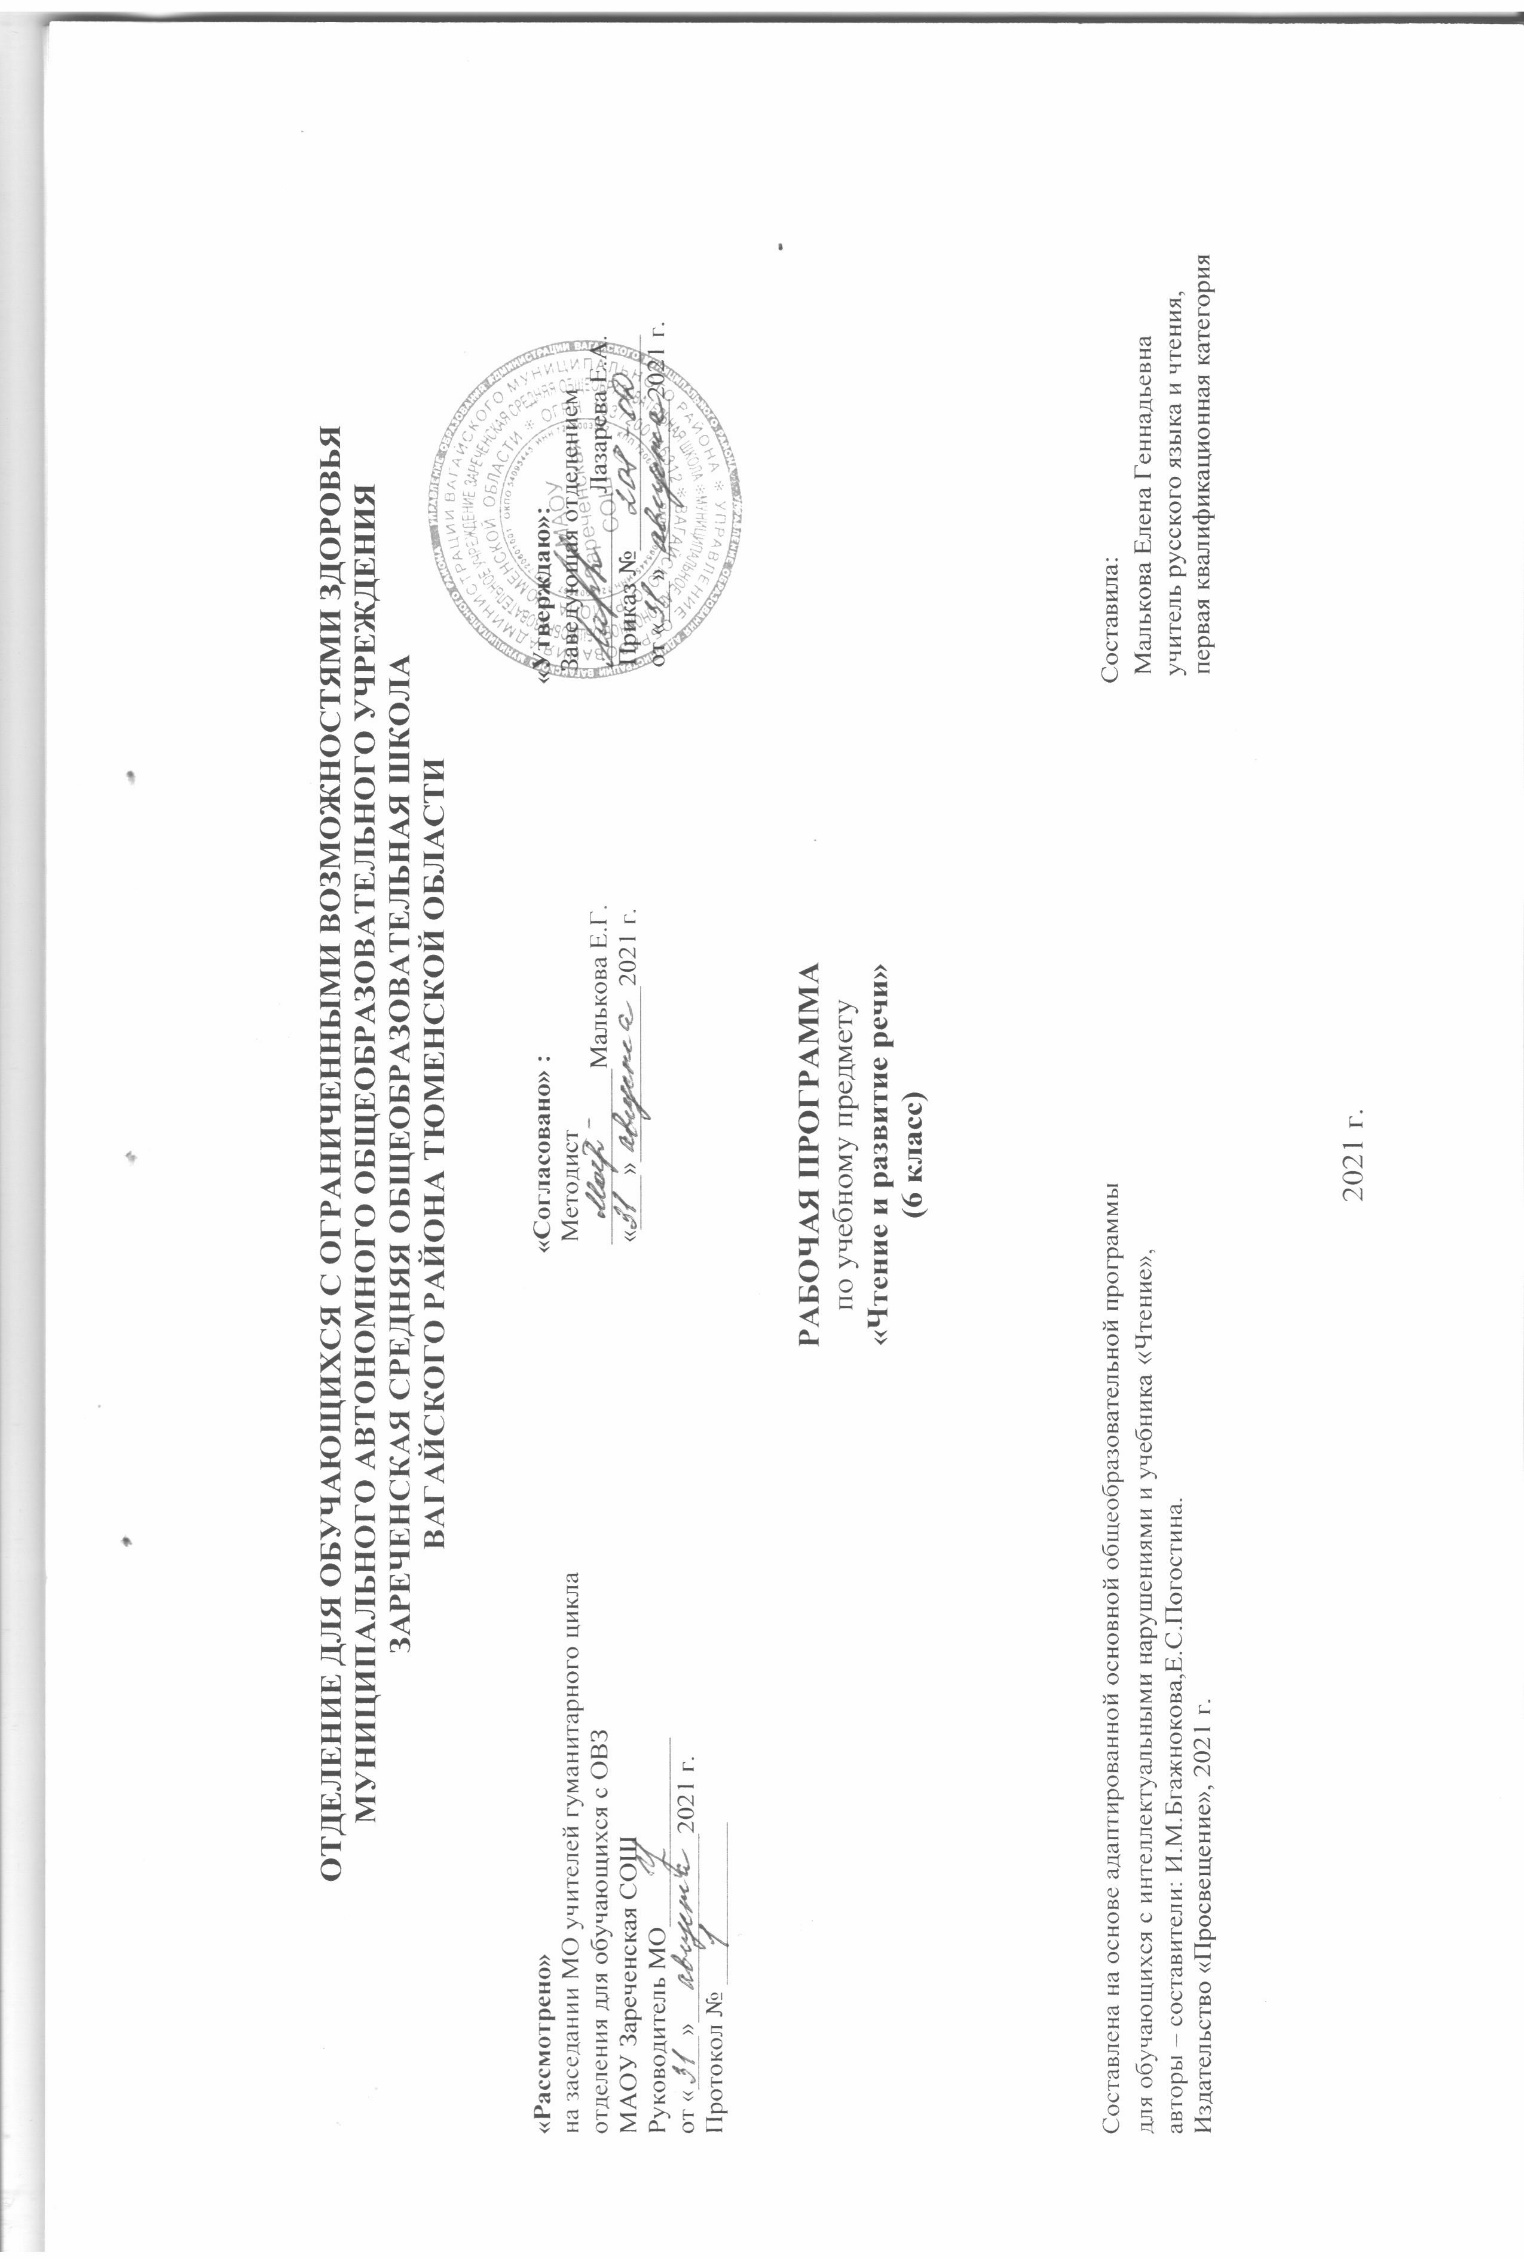 ОТДЕЛЕНИЕ ДЛЯ ОБУЧАЮЩИХСЯ С ОГРАНИЧЕННЫМИ ВОЗМОЖНОСТЯМИ ЗДОРОВЬЯ
МУНИЦИПАЛЬНОГО АВТОНОМНОГО ОБЩЕОБРАЗОВАТЕЛЬНОГО УЧРЕЖДЕНИЯ
ЗАРЕЧЕНСКАЯ СРЕДНЯЯ ОБЩЕОБРАЗОВАТЕЛЬНАЯ ШКОЛА
ВАГАЙСКОГО РАЙОНА ТЮМЕНСКОЙ ОБЛАСТИ
«Рассмотрено»
на заседании МО учителей гуманитарного цикла
отделения для обучающихся с ОВЗ
МАОУ Зареченская СОШ
Руководитель МО
от «31» августа 2021 г.
Протокол № 1
«Согласовано» :
Методист
Малькова Е.Г.
«31» августа 2021 г.
«Утверждаю»:
Заведующая отделением
Лазарева Е.А.
Приказ №
от «31» августа 2021 г.
РАБОЧАЯ ПРОГРАММА
по учебному предмету
«Чтение и развитие речи»
(6 класс)
Составлена на основе адаптированной основной общеобразовательной программы
для обучающихся с интеллектуальными нарушениями и учебника «Чтение»,
авторы – составители: И.М.Бгажнокова,Е.С.Погостина.
Издательство «Просвещение», 2021 г.
Составила:
Малькова Елена Геннадьевна
учитель русского языка и чтения,
первая квалификационная категория
2021 г.